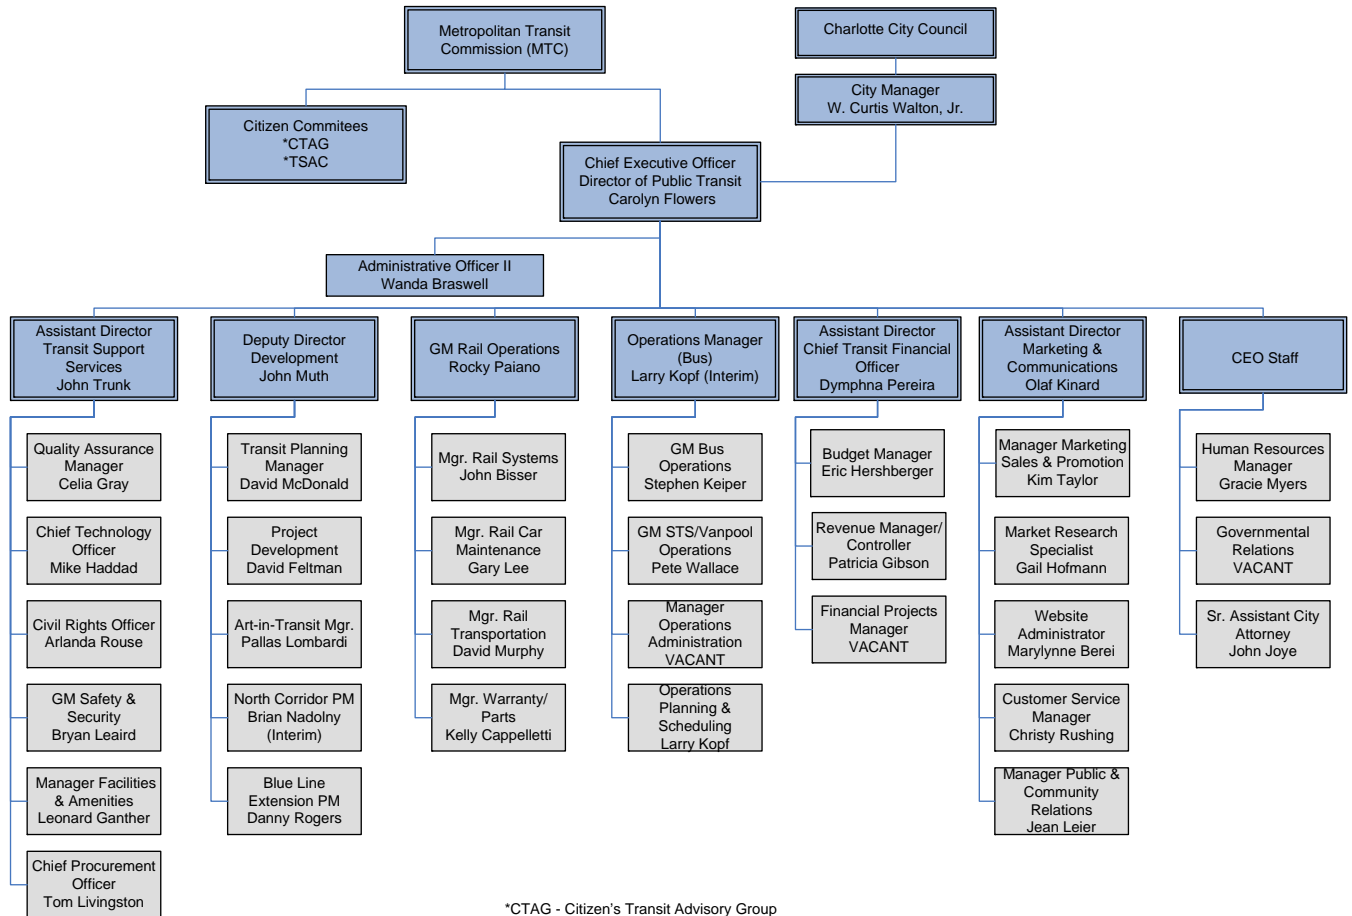 Metropolitan Transit
Commission (MTC)
Charlotte City Council
City Manager
W. Curtis Walton, Jr.
Citizen Commitees
*CTAG
*TSAC
Chief Executive Officer
Director of Public Transit
Carolyn Flowers
Administrative Officer II
Wanda Braswell
Assistant Director
Transit Support
Services
John Trunk
Deputy Director
Development
John Muth
GM Rail Operations
Rocky Paiano
Operations Manager
(Bus)
Larry Kopf (Interim)
Assistant Director
Chief Transit Financial
Officer
Dymphna Pereira
Assistant Director
Marketing &
Communications
Olaf Kinard
CEO Staff
Quality Assurance
Manager
Celia Gray
Chief Technology
Officer
Mike Haddad
Civil Rights Officer
Arlanda Rouse
GM Safety &
Security
Bryan Leaird
Manager Facilities
& Amenities
Leonard Ganther
Chief Procurement
Officer
Tom Livingston
Transit Planning
Manager
David McDonald
Project
Development
David Feltman
Art-in-Transit Mgr.
Pallas Lombardi
North Corridor PM
Brian Nadolny
(Interim)
Blue Line
Extension PM
Danny Rogers
Mgr. Rail Systems
John Bisser
Mgr. Rail Car
Maintenance
Gary Lee
Mgr. Rail
Transportation
David Murphy
Mgr. Warranty/
Parts
Kelly Cappelletti
GM Bus
Operations
Stephen Keiper
GM STS/Vanpool
Operations
Pete Wallace
Manager
Operations
Administration
VACANT
Operations
Planning &
Scheduling
Larry Kopf
Budget Manager
Eric Hershberger
Revenue Manager/
Controller
Patricia Gibson
Financial Projects
Manager
VACANT
Manager Marketing
Sales & Promotion
Kim Taylor
Market Research
Specialist
Gail Hofmann
Website
Administrator
Marylynne Berei
Customer Service
Manager
Christy Rushing
Manager Public &
Community
Relations
Jean Leier
Human Resources
Manager
Gracie Myers
Governmental
Relations
VACANT
Sr. Assistant City
Attorney
John Joye
*CTAG - Citizen's Transit Advisory Group